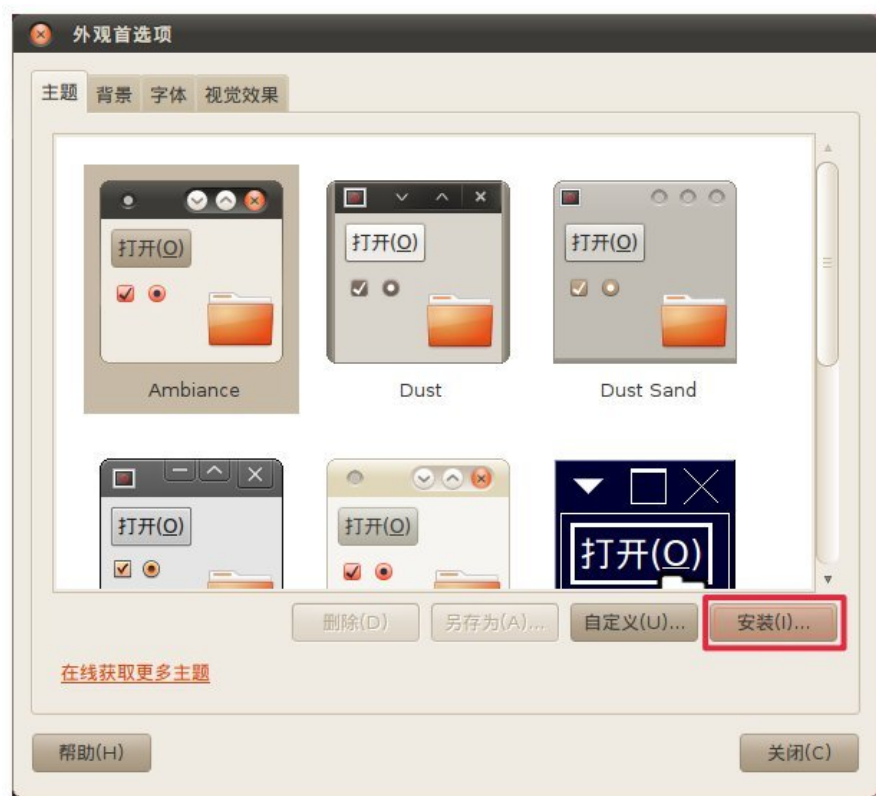 外观首选项
主题 背景 字体 视觉效果
打开(O) 打开(O) 打开(O)
Ambiance Dust Dust Sand
打开(O) 打开(O) 打开(O)
删除(D) 另存为(A)... 自定义(U)... 安装(I)...
在线获取更多主题
帮助(H) 关闭(C)